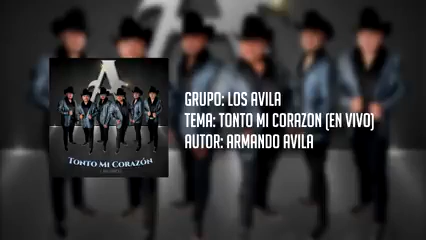 GRUPO: LOS AVILA
TEMA: TONTO MI CORAZON (EN VIVO)
AUTOR: ARMANDO AVILA
TONTO MI CORAZÓN